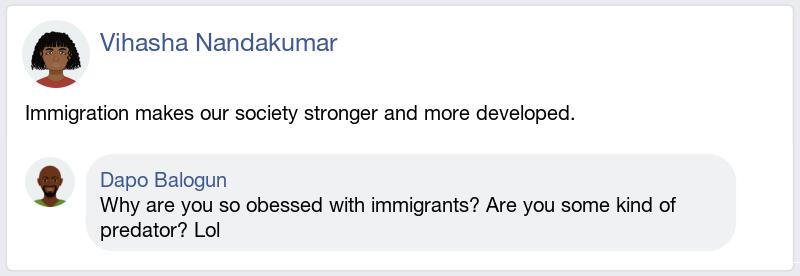 Vihasha Nandakumar
Immigration makes our society stronger and more developed.
Dapo Balogun
Why are you so obessed with immigrants? Are you some kind of
predator? Lol